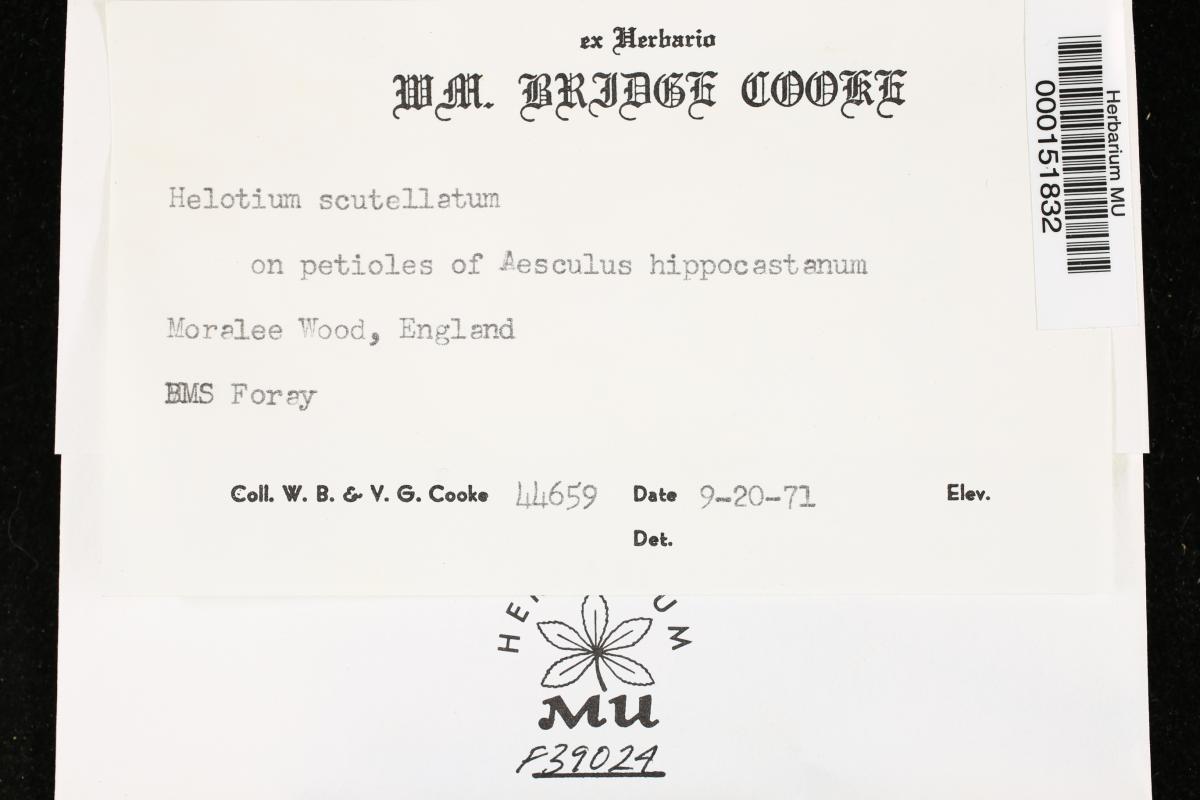 ex Herbario
WM. BRIDGE COOKE
Helotium scutellatum
on petioles of Aesculus hippocastanum
Moralee Wood, England
BMS Foray
Coll. W. B. & V. G. Cooke 44659 Date 9-20-71 Elev.
Det.
Herbarium MU
000151832
MU
F39024